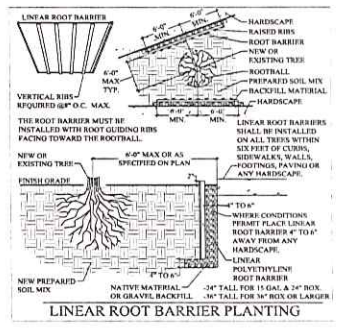 LINEAR ROOT BARRIER
6'-0"
MIN.
6'-0"
MIN.
HARDSCAPE
RAISED RIBS
ROOT BARRIER
NEW OR
EXISTING TREE
ROOTBALL
PREPARED SOIL MIX
BACKFILL MATERIAL
HARDSCAPE
6'-0"
MAX
TYP.
6'-0"
MIN.
6'-0"
MIN.
VERTICAL RIBS
REQUIRED @8" O.C. MAX.
THE ROOT BARRIER MUST BE
INSTALLED WITH ROOT GUIDING RIBS
FACING TOWARD THE ROOTBALL.
LINEAR ROOT BARRIERS
SHALL BE INSTALLED
ON ALL TREES WITHIN
SIX FEET OF CURBS,
SIDEWALKS, WALLS,
FOOTINGS, PAVING OR
ANY HARDSCAPE.
NEW OR
EXISTING TREE
6'-0" MAX OR AS
SPECIFIED ON PLAN
FINISH GRADE
2"
4" TO 6"
WHERE CONDITIONS
PERMIT PLACE LINEAR
ROOT BARRIER 4" TO 6"
AWAY FROM ANY
HARDSCAPE.
LINEAR
POLYETHYLENE
ROOT BARRIER
4" TO 6"
NEW PREPARED
SOIL MIX
NATIVE MATERIAL
OR GRAVEL BACKFILL
-24" TALL FOR 15 GAL & 24" BOX.
-36" TALL FOR 36" BOX OR LARGER
LINEAR ROOT BARRIER PLANTING